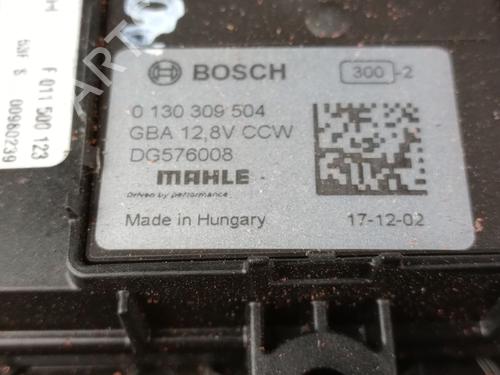 BOSCH
300 -2
0 130 309 504
GBA 12,8V CCW
DG576008
MAHLE
Driven by performance
Made in Hungary
17-12-02
F 011 500 123